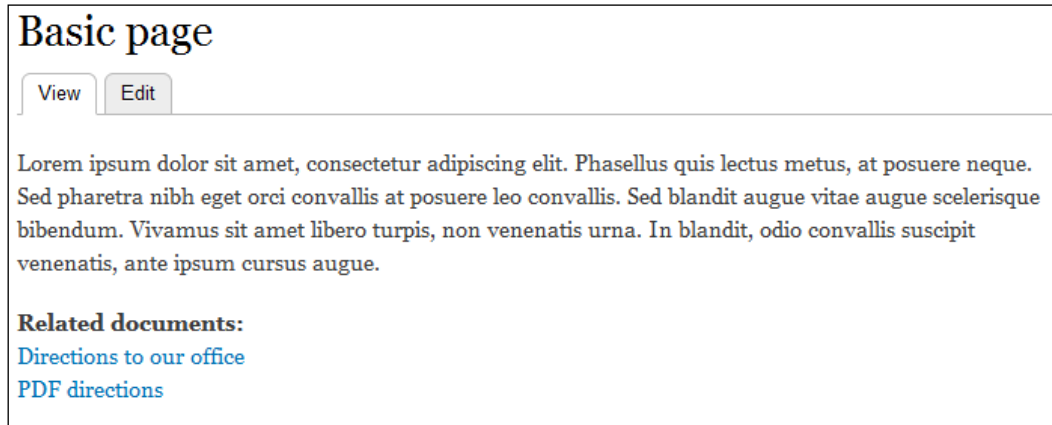 Basic page
View Edit
Lorem ipsum dolor sit amet, consectetur adipiscing elit. Phasellus quis lectus metus, at posuere neque.
Sed pharetra nibh eget orci convallis at posuere leo convallis. Sed blandit augue vitae augue scelerisque
bibendum. Vivamus sit amet libero turpis, non venenatis urna. In blandit, odio convallis suscipit
venenatis, ante ipsum cursus augue.
Related documents:
Directions to our office
PDF directions